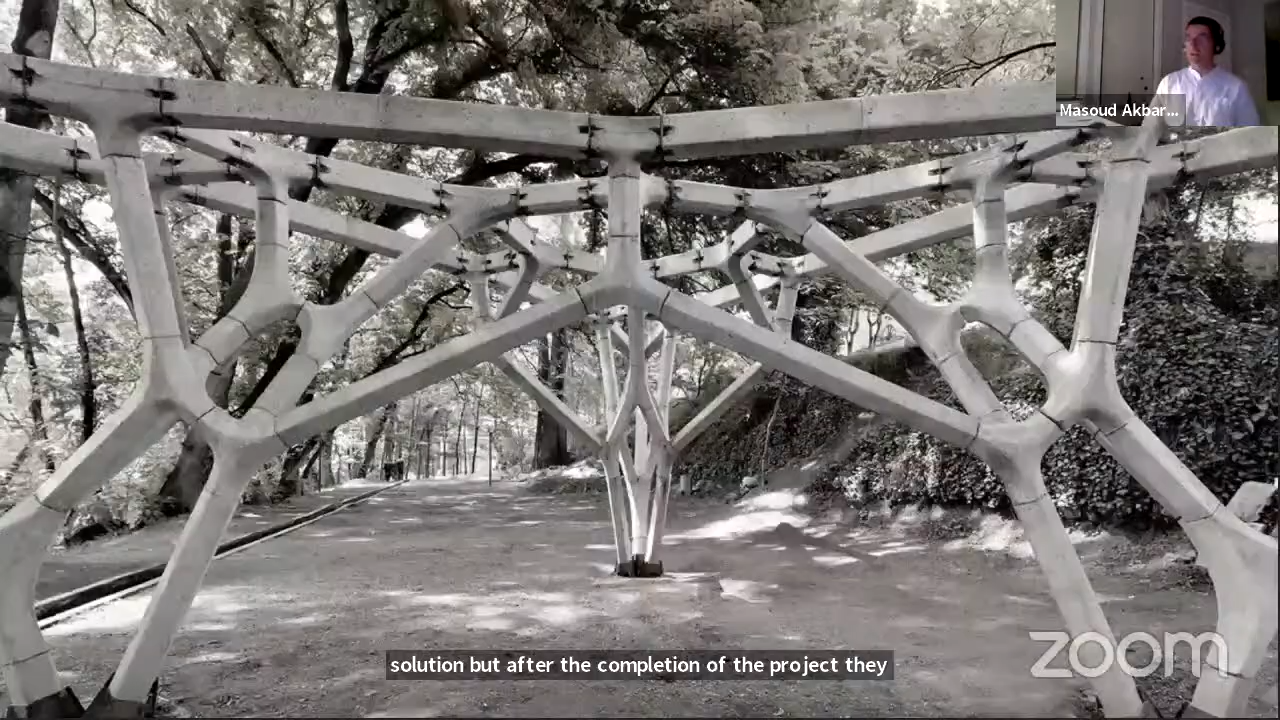 Masoud Akbar...
solution but after the completion of the project they
zoom